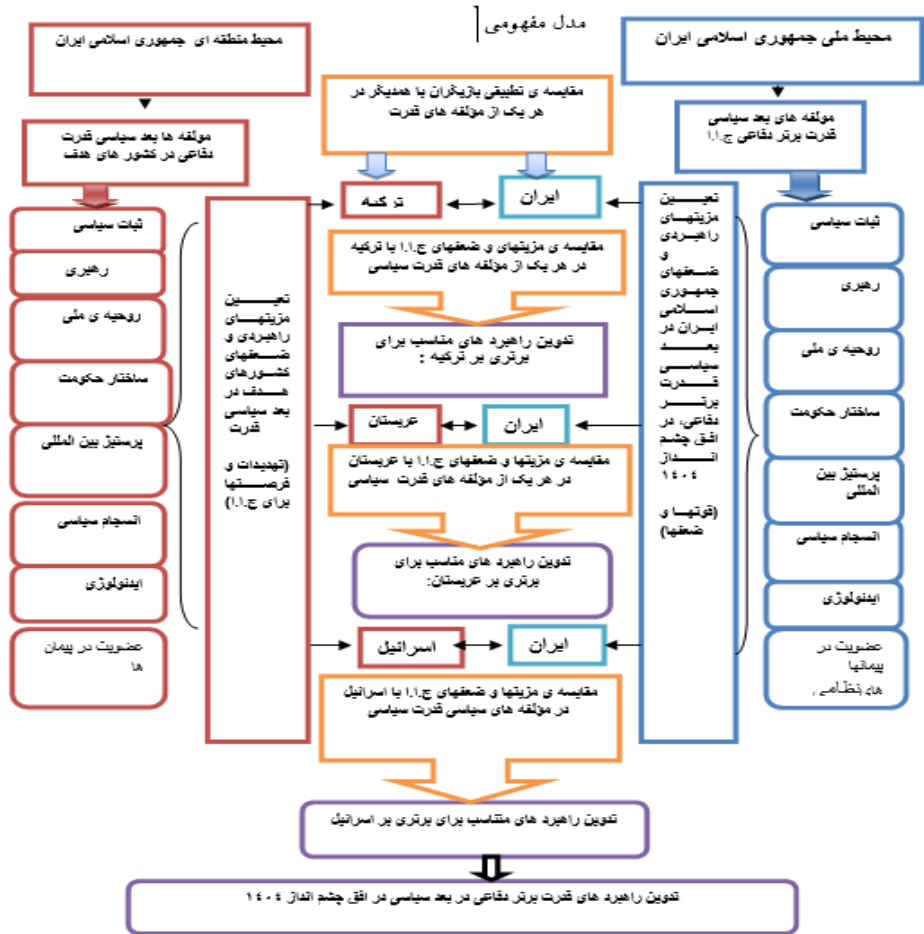 مدل مفهومی
محیط ملی جمهوری اسلامی ایران
مولفه های بعد سیاسی
قدرت برتر دفاعی ج.ا.ا
ثبات سیاسی
رهبری
روحیه ی ملی
ساختار حکومت
پرستیژ بین
المللی
انسجام سیاسی
ایدئولوژی
عضویت در
پیمانها
های نظامی
تعیین
مزیتهای
راهبردی
و
ضعفهای
جمهوری
اسلامی
ایران در
بعد
سیاسی
قدرت
برتر
دفاعی، در
افق چشم
انداز
۱۴۰۴
(قوتها و
ضعفها)
مقایسه ی تطبیقی بازیگران با همدیگر در
هر یک از مؤلفه های قدرت
ایران
ترکیه
مقایسه ی مزیتها و ضعفهای ج.ا.ا با ترکیه
در هر یک از مؤلفه های قدرت سیاسی
تدوین راهبرد های مناسب برای
برتری بر ترکیه :
ایران
عربستان
مقایسه ی مزیتها و ضعفهای ج.ا.ا با عربستان
در هر یک از مؤلفه های قدرت سیاسی
تدوین راهبرد های مناسب برای
برتری بر عربستان:
ایران
اسرائیل
مقایسه ی مزیتها و ضعفهای ج.ا.ا با اسرائیل
در مؤلفه های سیاسی قدرت سیاسی
تدوین راهبرد های متناسب برای برتری بر اسرائیل
تدوین راهبرد های قدرت برتر دفاعی در بعد سیاسی در افق چشم انداز ۱۴۰۴
محیط منطقه ای جمهوری اسلامی ایران
مولفه ها بعد سیاسی قدرت
دفاعی در کشور های هدف
ثبات سیاسی
رهبری
روحیه ی ملی
ساختار حکومت
پرستیژ بین المللی
انسجام سیاسی
ایدئولوژی
عضویت در پیمان
ها
تعیین
مزیتهای
راهبردی و
ضعفهای
کشورهای
هدف در
بعد سیاسی
قدرت
(تهدیدات و
فرصتها
برای ج.ا.ا)